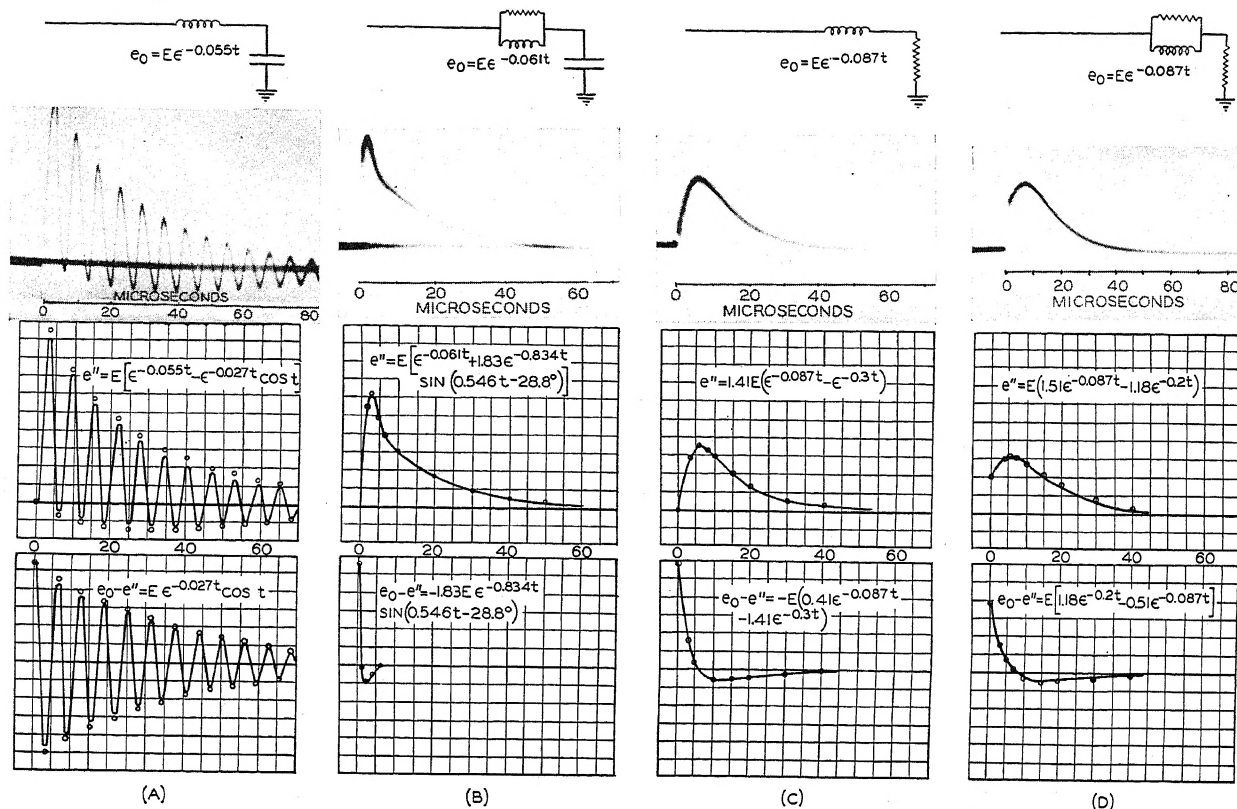 e₀=Eϵ^-0.055t
e₀=Eϵ^-0.061t
e₀=Eϵ^-0.087t
e₀=Eϵ^-0.087t
0 20 40 60 80
MICROSECONDS
0 20 40 60
MICROSECONDS
0 20 40 60
MICROSECONDS
0 20 40 60
MICROSECONDS
e"=E[ϵ^-0.055t-ϵ^-0.027t COS t]
0 20 40 60
e"=E[ϵ^-0.061t+1.83ϵ^-0.834t
SIN (0.546t-28.8°)]
0 20 40 60
e"=1.41E(ϵ^-0.087t-ϵ^-0.3t)
0 20 40 60
e"=E(1.51ϵ^-0.087t-1.18ϵ^-0.2t)
0 20 40 60
e₀-e"=Eϵ^-0.027t COS t
e₀-e"=-1.83Eϵ^-0.834t
SIN(0.546t-28.8°)
e₀-e"=-E(0.41ϵ^-0.087t
-1.41ϵ^-0.3t)
e₀-e"=E[1.18ϵ^-0.2t-0.51ϵ^-0.087t]
(A)
(B)
(C)
(D)